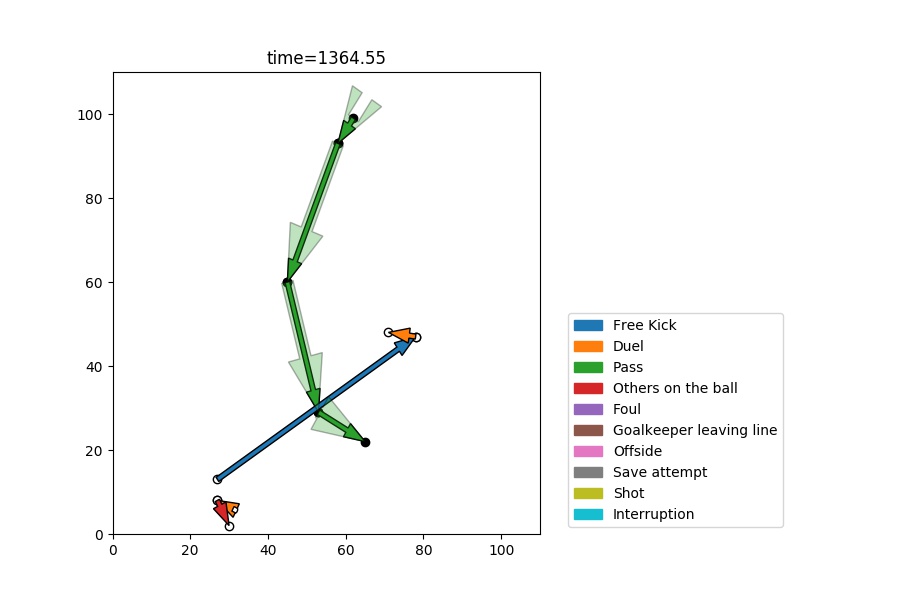 time=1364.55
100
80
60
40
20
0
0 20 40 60 80 100
Free Kick
Duel
Pass
Others on the ball
Foul
Goalkeeper leaving line
Offside
Save attempt
Shot
Interruption